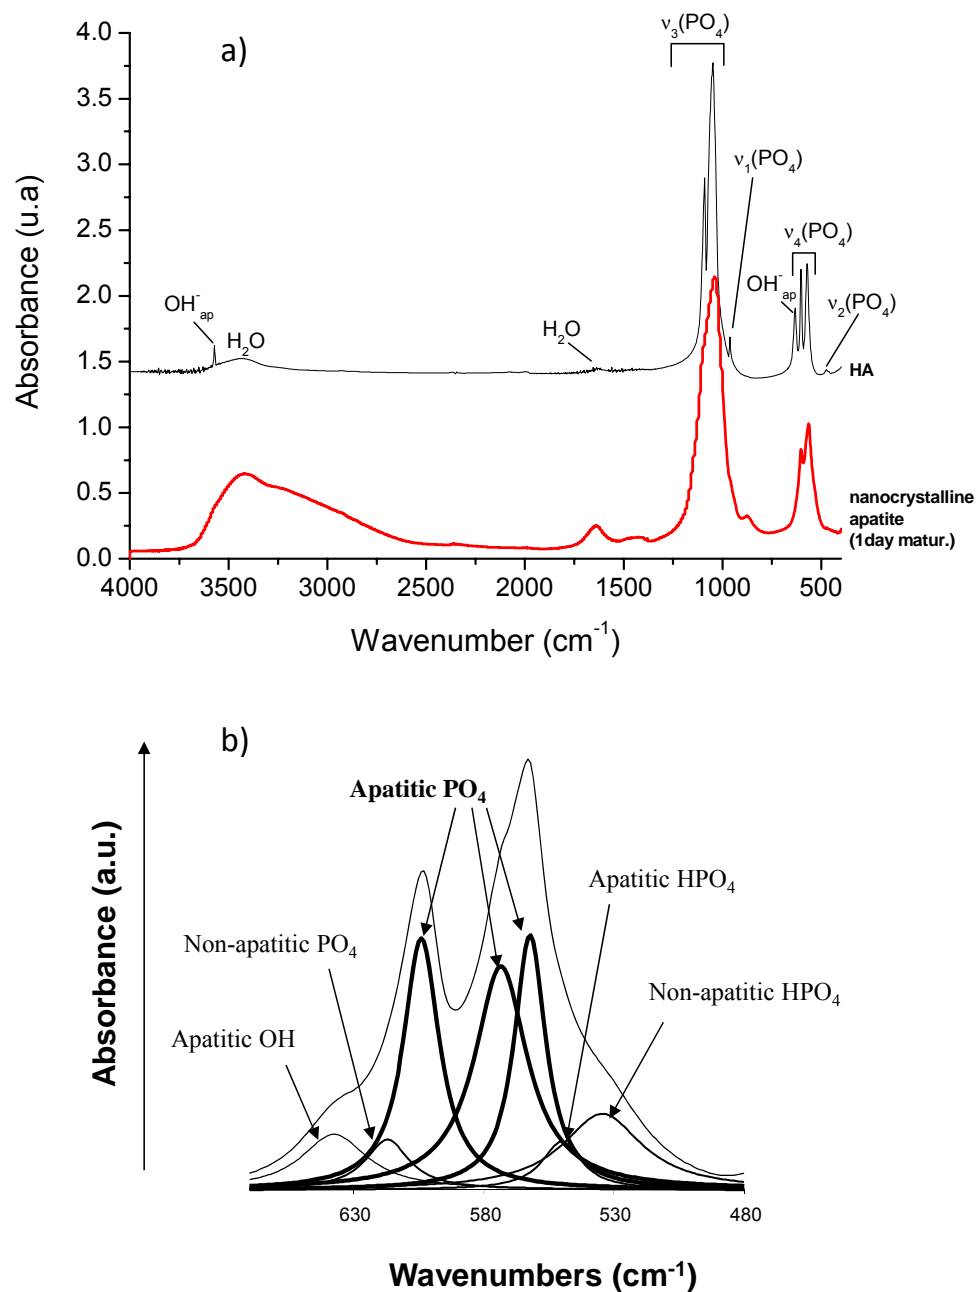 a)
ν3(PO4)
ν1(PO4)
ν4(PO4)
OH-ap
ν2(PO4)
OH-ap
H2O
H2O
HA
nanocrystalline
apatite
(1day matur.)
Absorbance (u.a)
4.0
3.5
3.0
2.5
2.0
1.5
1.0
0.5
0.0
4000 3500 3000 2500 2000 1500 1000 500
Wavenumber (cm-1)
b)
Apatitic PO4
Apatitic HPO4
Non-apatitic PO4
Non-apatitic HPO4
Apatitic OH
Absorbance (a.u.)
630 580 530 480
Wavenumbers (cm-1)